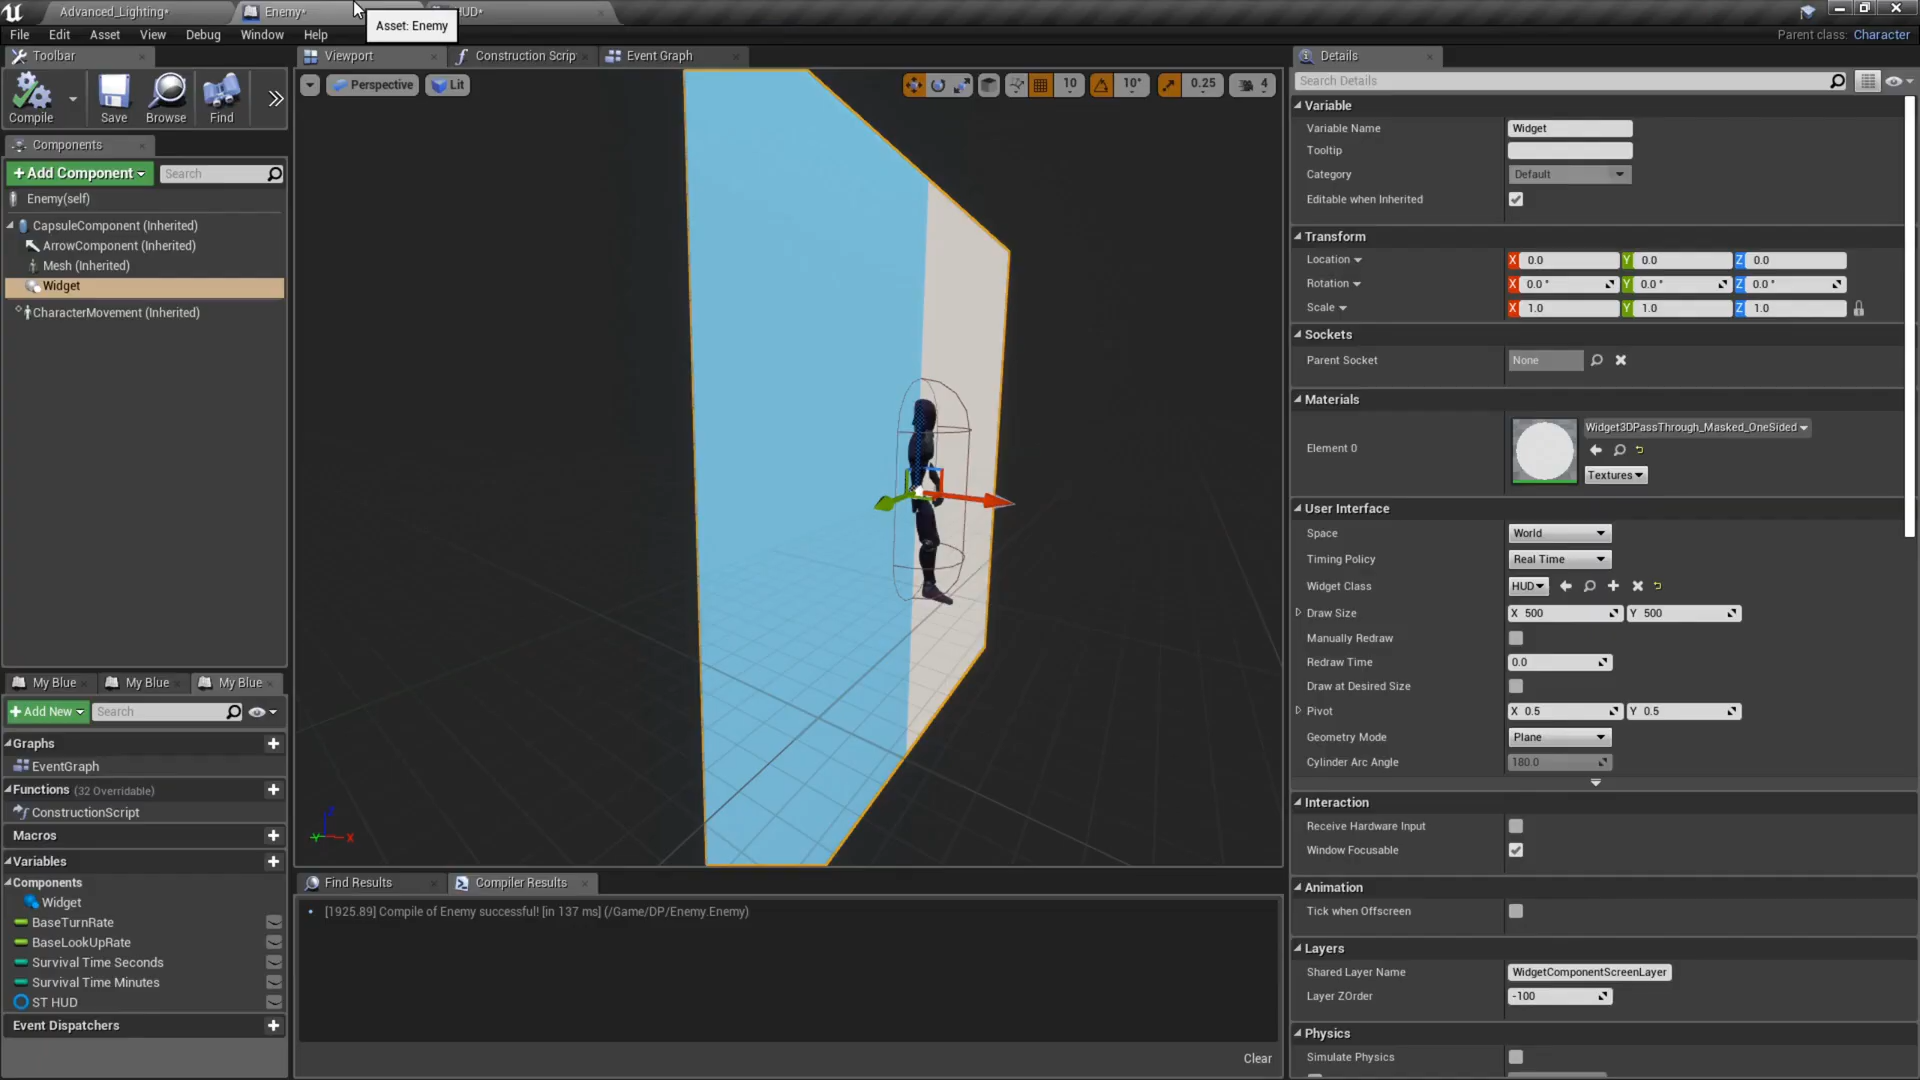 Advanced_Lighting*
Enemy*
HUD*
Asset: Enemy
File Edit Asset View Debug Window Help
Parent class: Character
Toolbar
Viewport
Construction Scrip
Event Graph
Details
Compile
Save
Browse
Find
Perspective
Lit
10
10°
0.25
4
Search Details
Components
+Add Component
Search
Enemy(self)
CapsuleComponent (Inherited)
ArrowComponent (Inherited)
Mesh (Inherited)
Widget
CharacterMovement (Inherited)
My Blue
My Blue
My Blue
+Add New
Search
Graphs
EventGraph
Functions (32 Overridable)
ConstructionScript
Macros
Variables
Components
Widget
BaseTurnRate
BaseLookUpRate
Survival Time Seconds
Survival Time Minutes
ST HUD
Event Dispatchers
Find Results
Compiler Results
[1925.89] Compile of Enemy successful! [in 137 ms] (/Game/DP/Enemy.Enemy)
Clear
Variable
Variable Name Widget
Tooltip
Category Default
Editable when Inherited
Transform
Location X 0.0 Y 0.0 Z 0.0
Rotation X 0.0 ° Y 0.0 ° Z 0.0 °
Scale X 1.0 Y 1.0 Z 1.0
Sockets
Parent Socket None
Materials
Element 0
Widget3DPassThrough_Masked_OneSided
Textures
User Interface
Space World
Timing Policy Real Time
Widget Class HUD
Draw Size X 500 Y 500
Manually Redraw
Redraw Time 0.0
Draw at Desired Size
Pivot X 0.5 Y 0.5
Geometry Mode Plane
Cylinder Arc Angle 180.0
Interaction
Receive Hardware Input
Window Focusable
Animation
Tick when Offscreen
Layers
Shared Layer Name WidgetComponentScreenLayer
Layer ZOrder -100
Physics
Simulate Physics